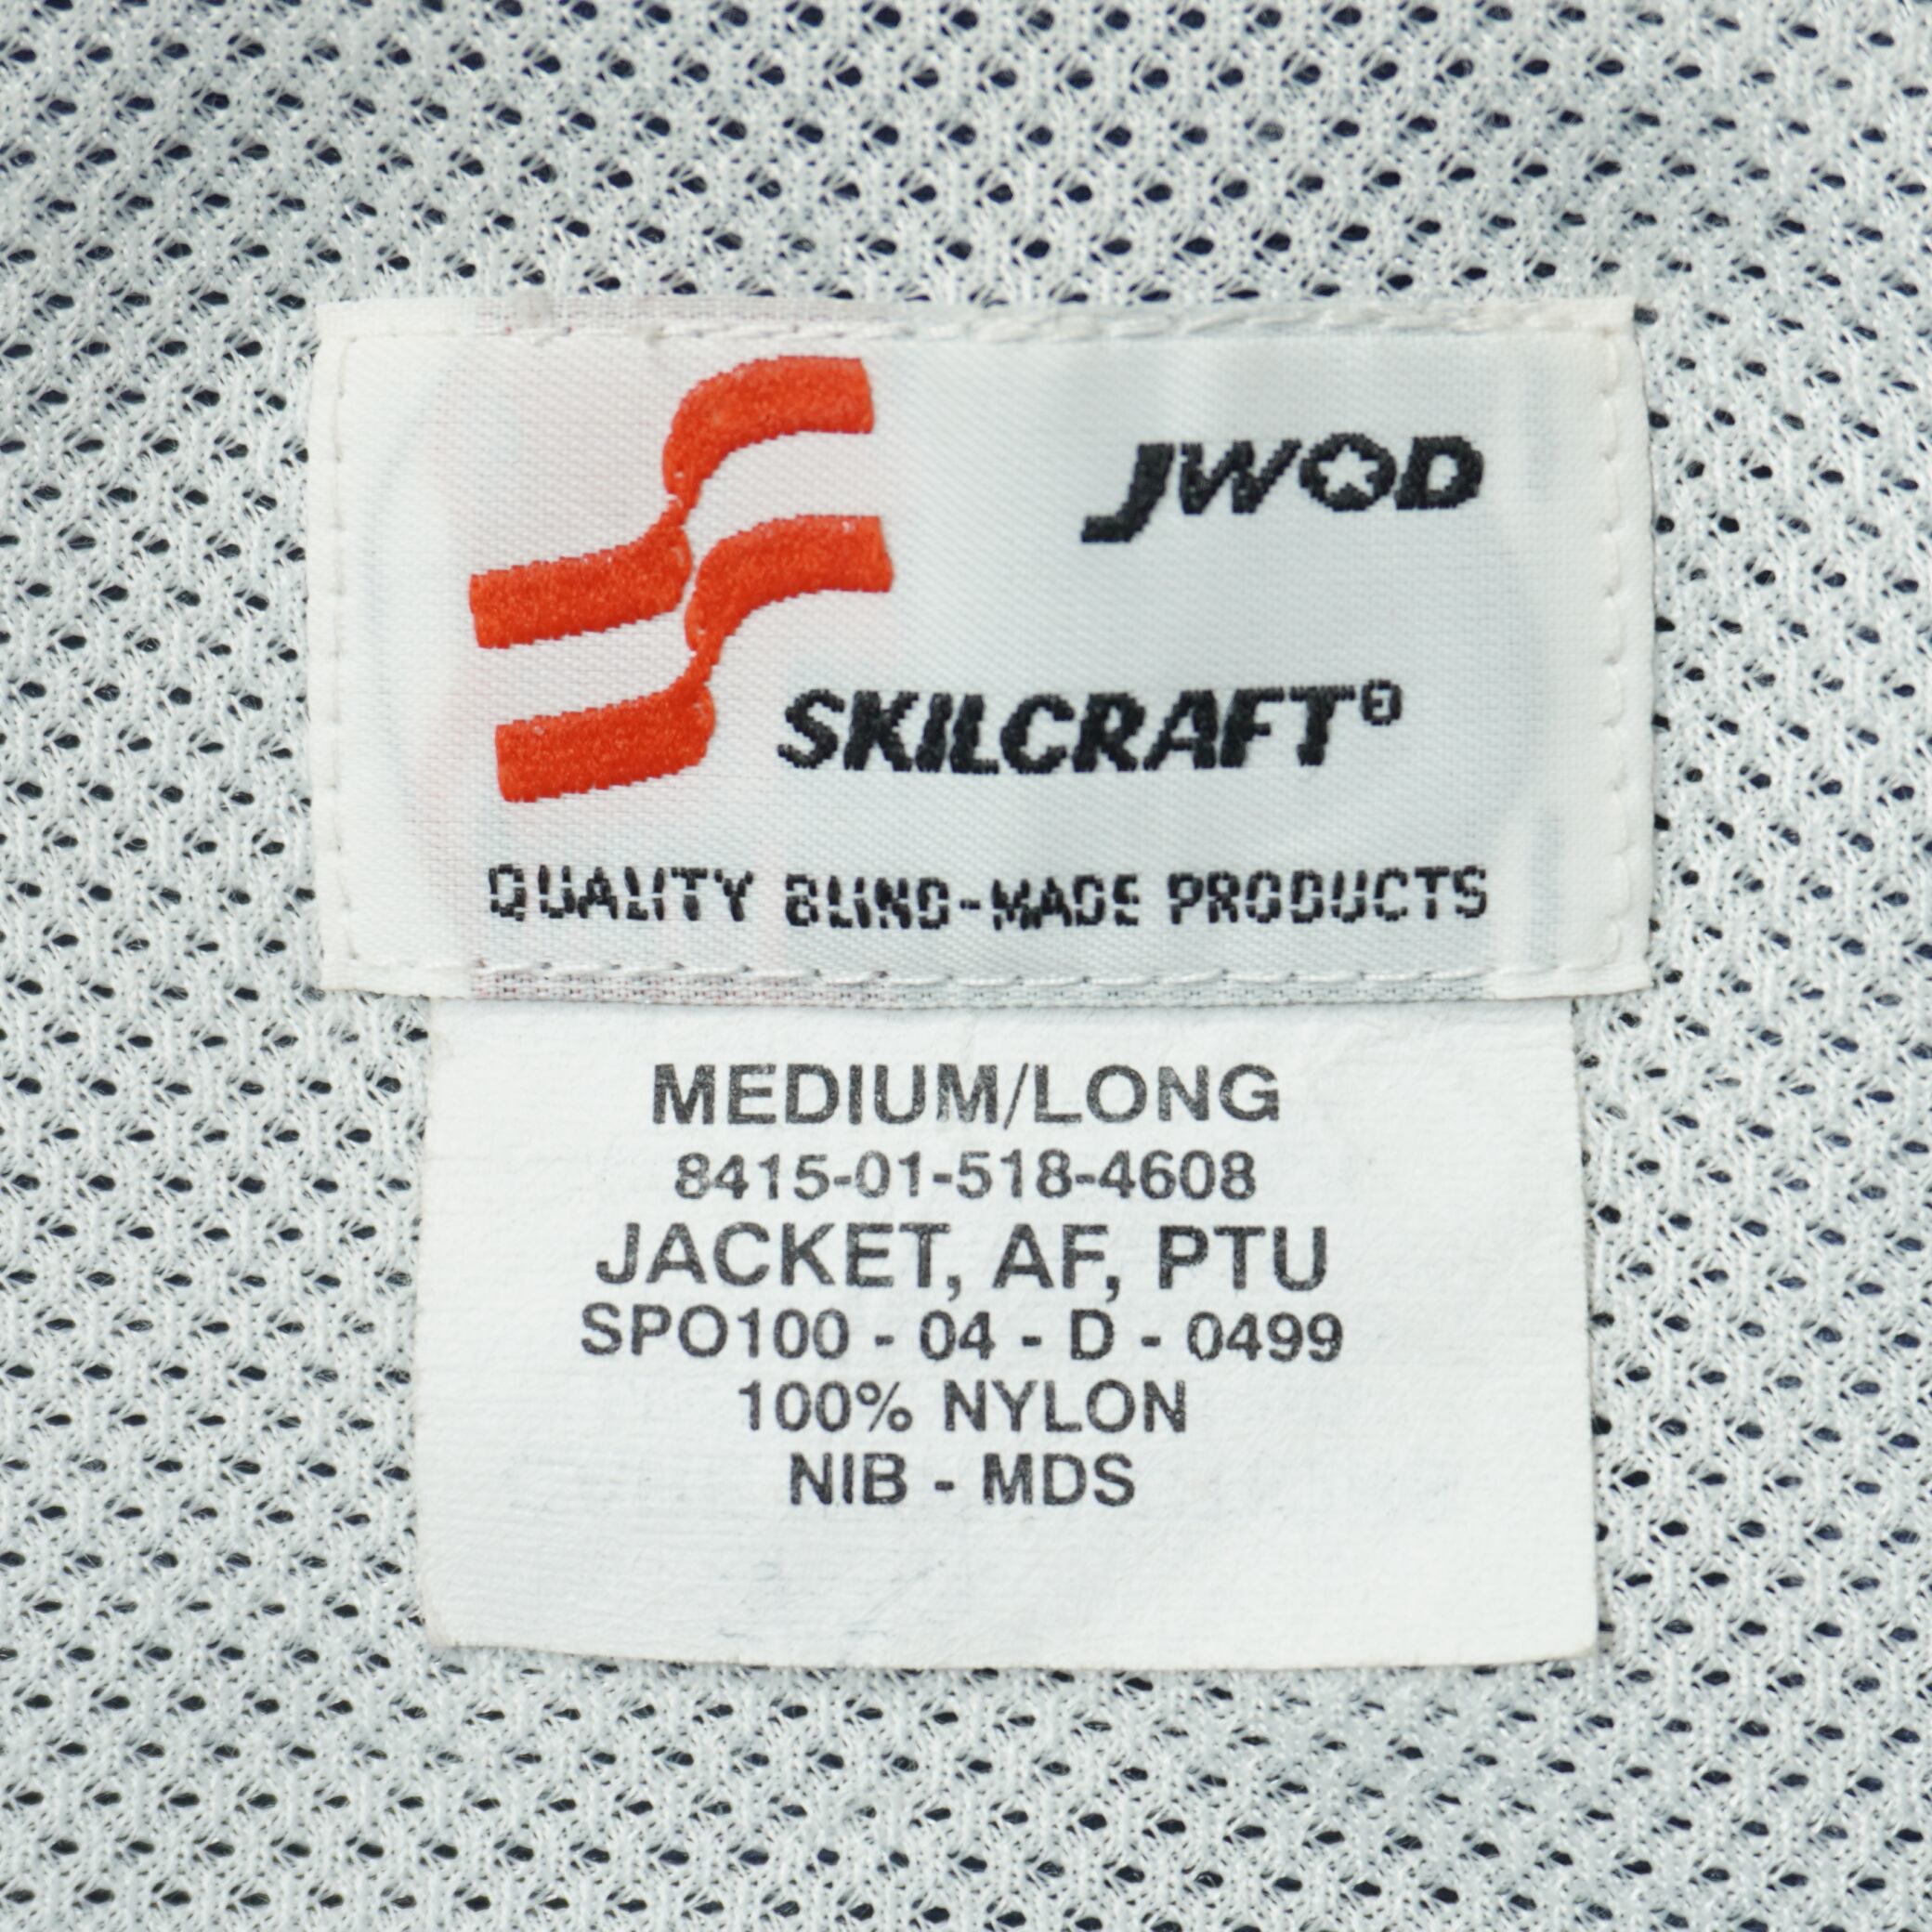 JWOD
SKILCRAFT®
QUALITY BLIND-MADE PRODUCTS
MEDIUM/LONG
8415-01-518-4608
JACKET, AF, PTU
SPO100 - 04 - D - 0499
100% NYLON
NIB - MDS